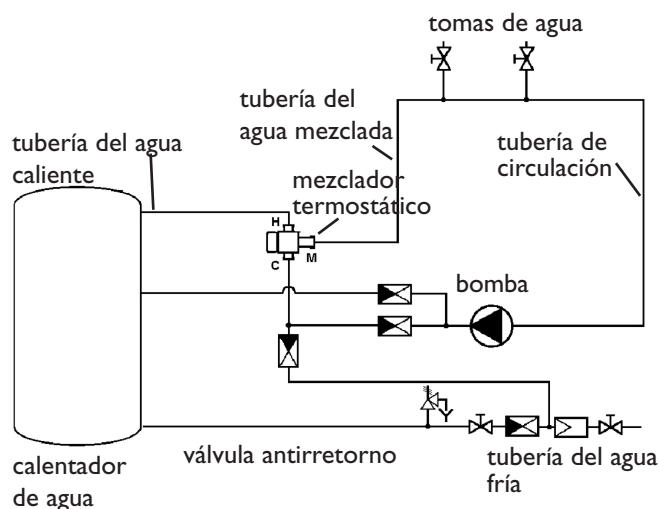 tomas de agua
tubería del
agua mezclada
tubería del agua
caliente
tubería de
circulación
mezclador
termostático
H
M
C
bomba
válvula antirretorno
tubería del agua
fría
calentador
de agua